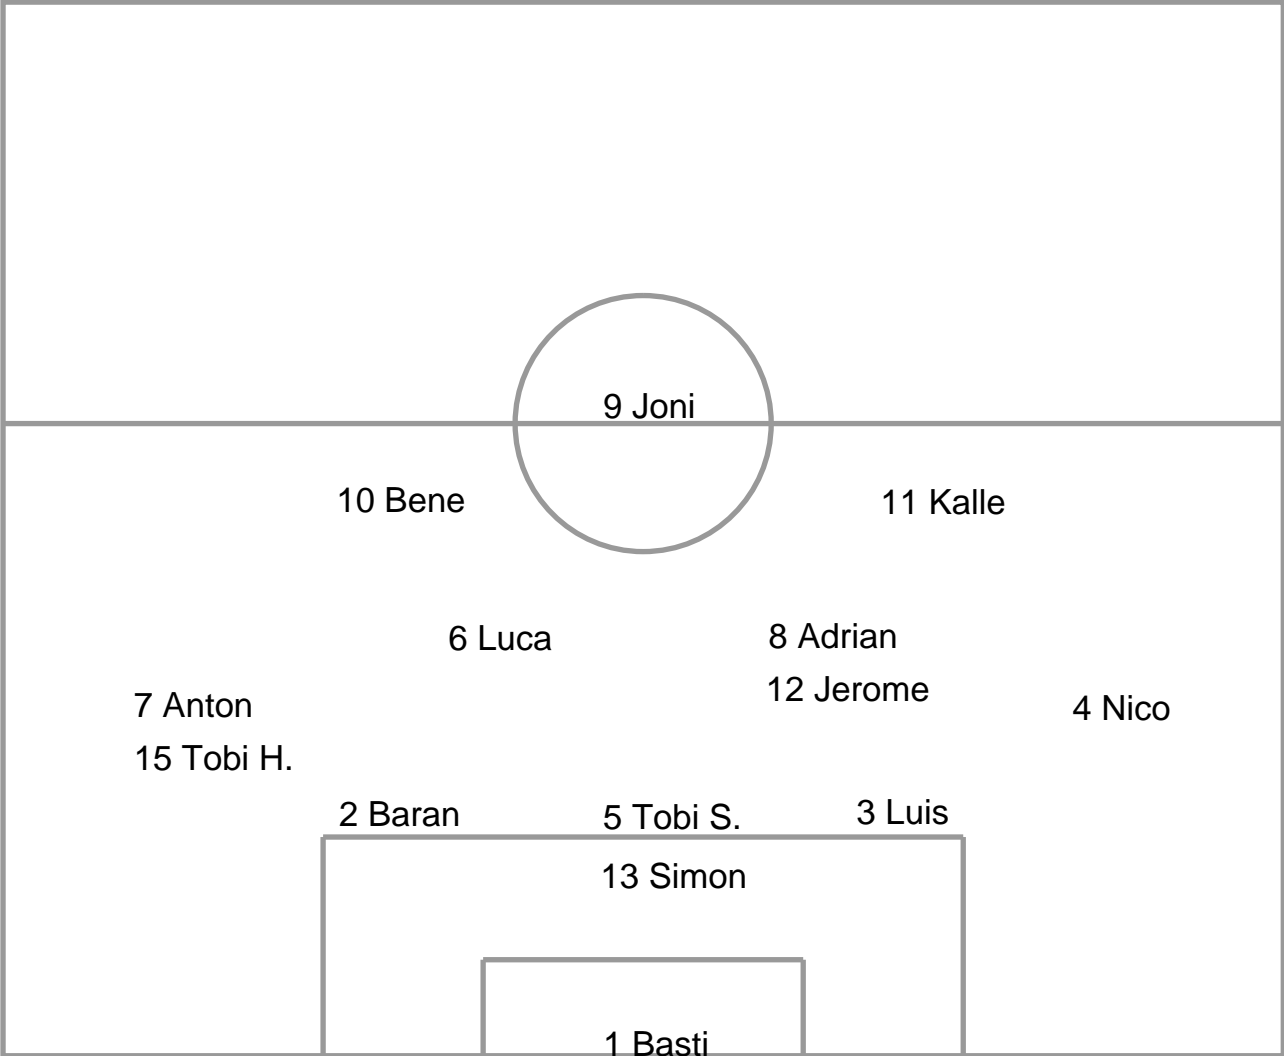 9 Joni
10 Bene
11 Kalle
6 Luca
8 Adrian
12 Jerome
7 Anton
4 Nico
15 Tobi H.
2 Baran
5 Tobi S.
3 Luis
13 Simon
1 Basti